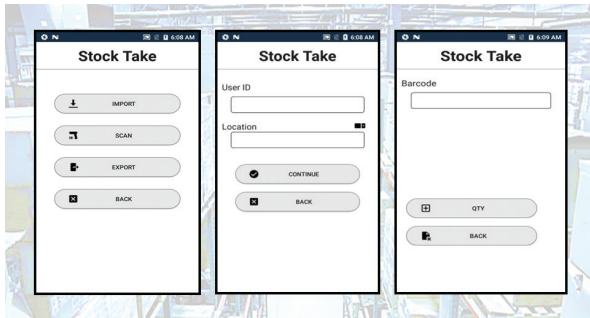 6:08 AM
Stock Take
IMPORT
SCAN
EXPORT
BACK
6:08 AM
Stock Take
User ID
Location
CONTINUE
BACK
6:09 AM
Stock Take
Barcode
QTY
BACK